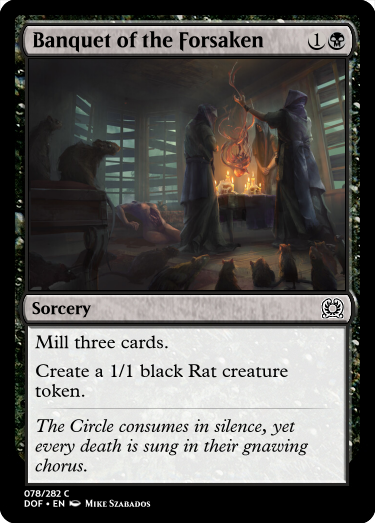 Banquet of the Forsaken 1
Sorcery
Mill three cards.
Create a 1/1 black Rat creature
token.
The Circle consumes in silence, yet
every death is sung in their gnawing
chorus.
078/282 C
DOF • EN Mike Szabados